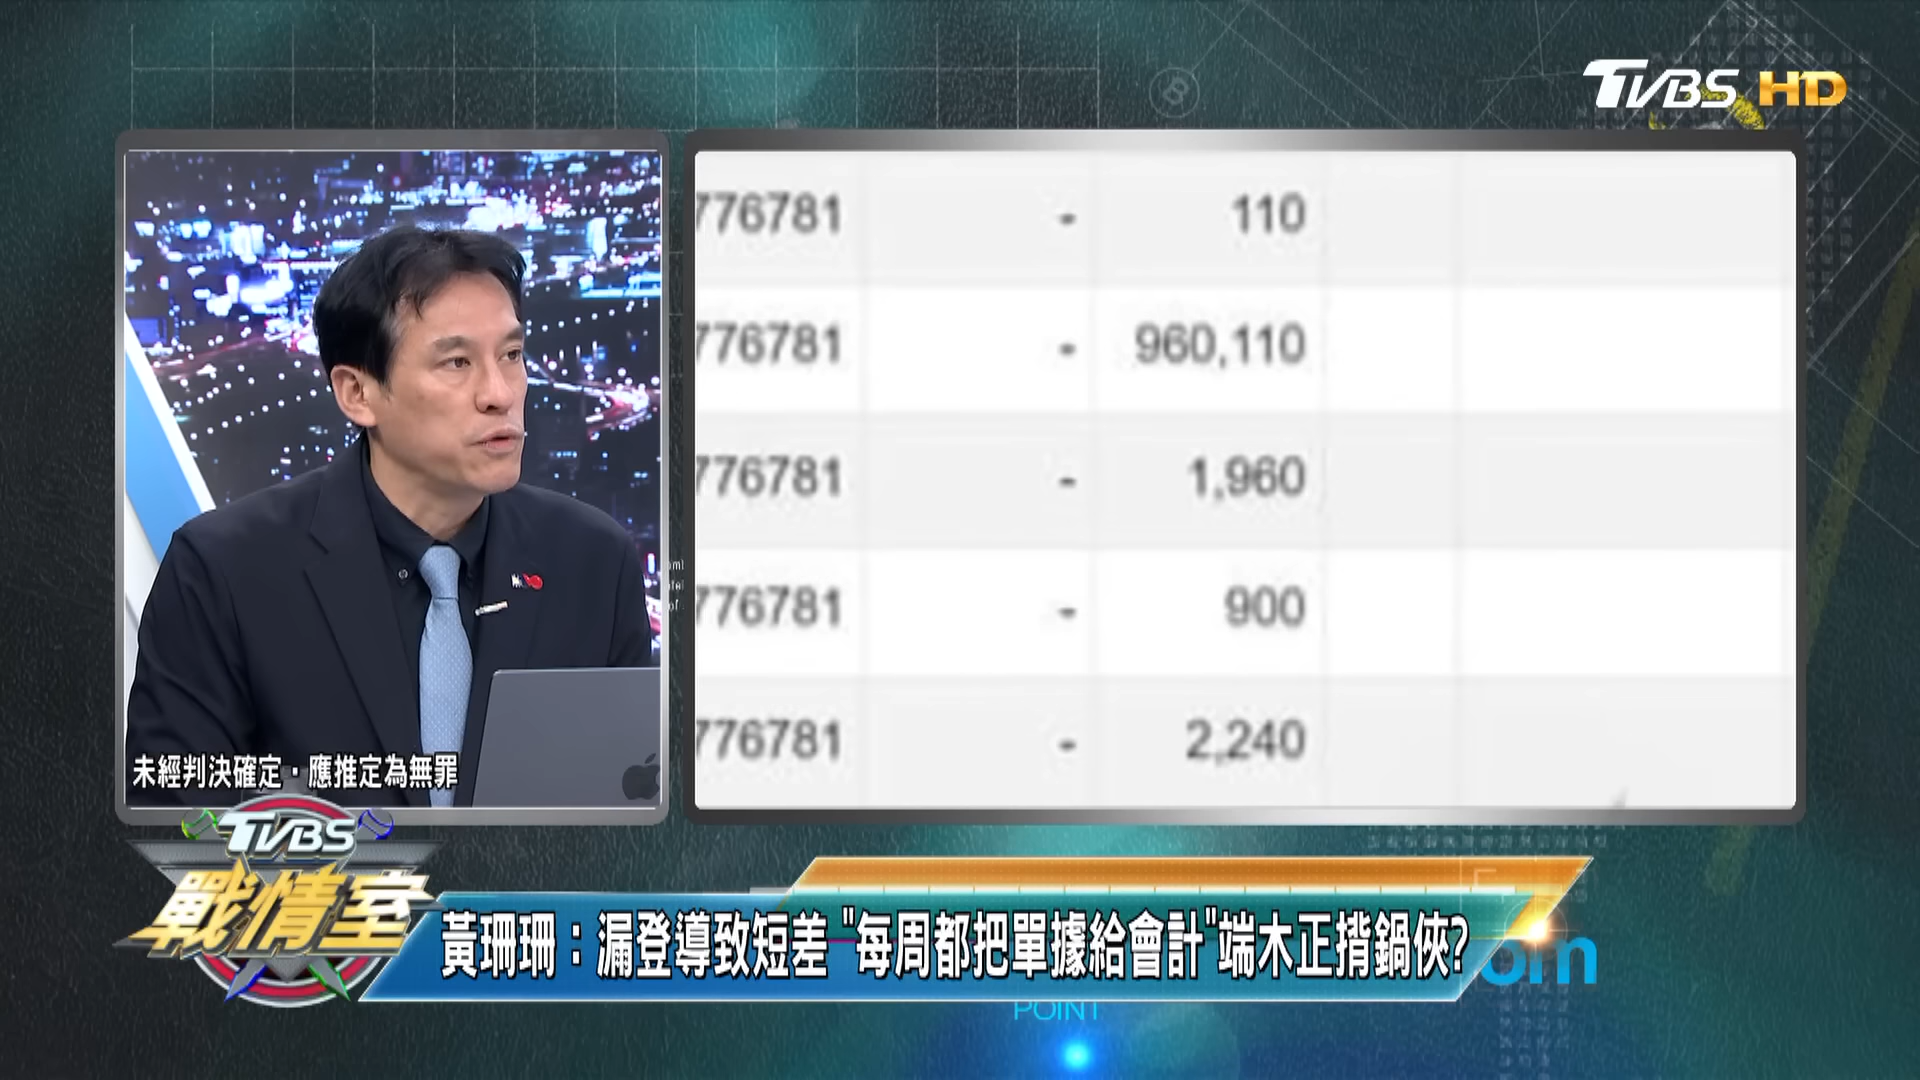 TVBS HD
776781 - 110
776781 - 960,110
776781 - 1,960
776781 - 900
776781 - 2,240
未經判決確定．應推定為無罪
TVBS
戰情室
黃珊珊：漏登導致短差 "每周都把單據給會計"端木正揹鍋俠?
om
POINT